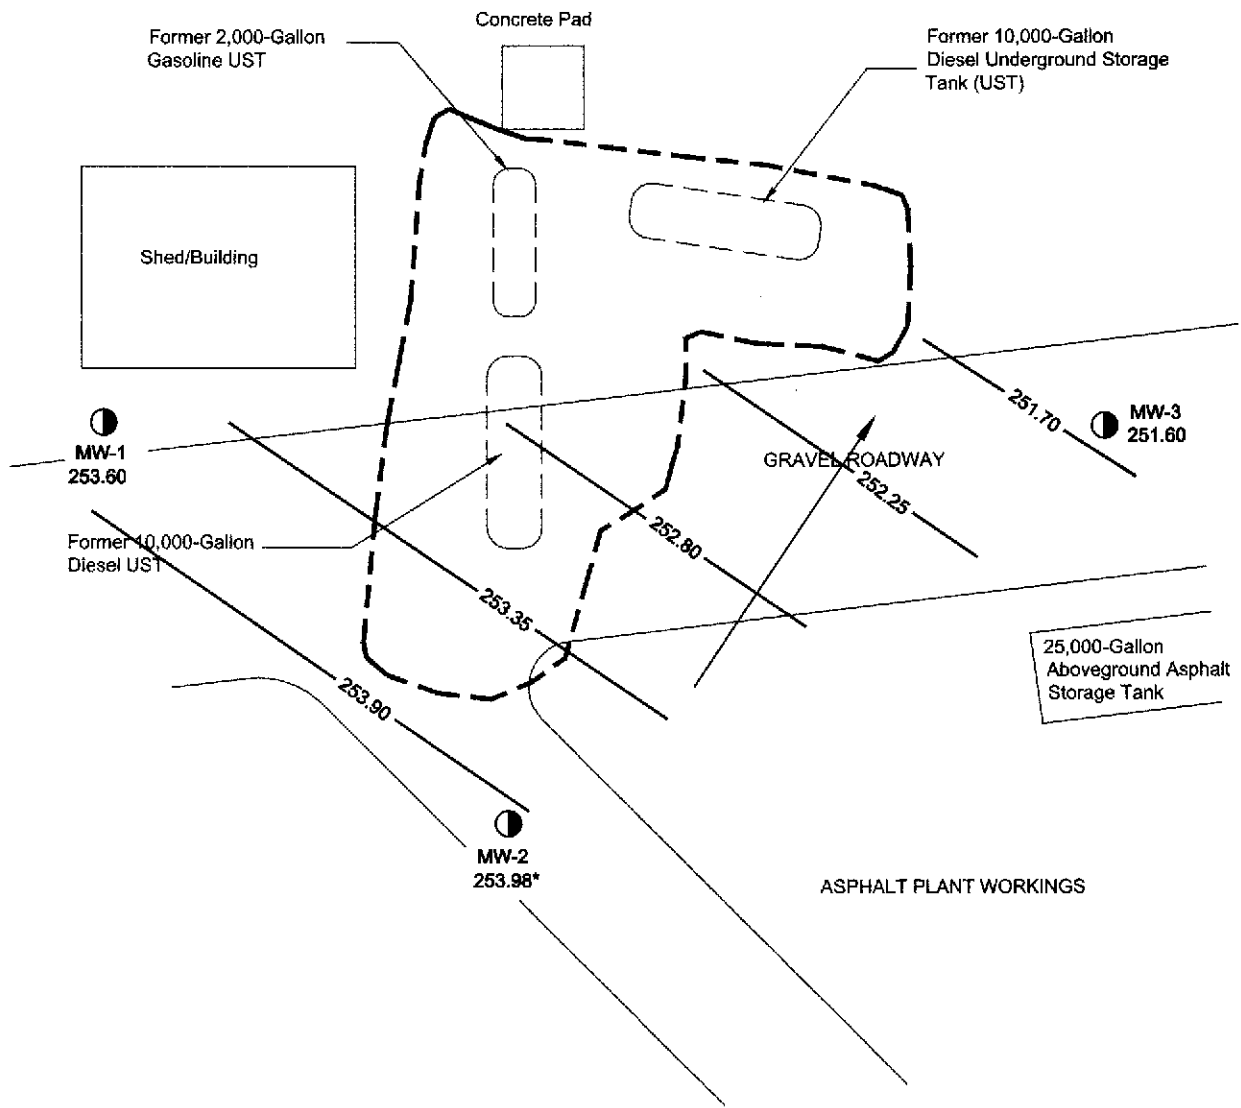 Concrete Pad
Former 2,000-Gallon
Gasoline UST
Former 10,000-Gallon
Diesel Underground Storage
Tank (UST)
Shed/Building
MW-1
253.60
251.70
MW-3
251.60
GRAVEL ROADWAY
252.25
252.80
Former 10,000-Gallon
Diesel UST
253.35
253.90
25,000-Gallon
Aboveground Asphalt
Storage Tank
MW-2
253.98*
ASPHALT PLANT WORKINGS